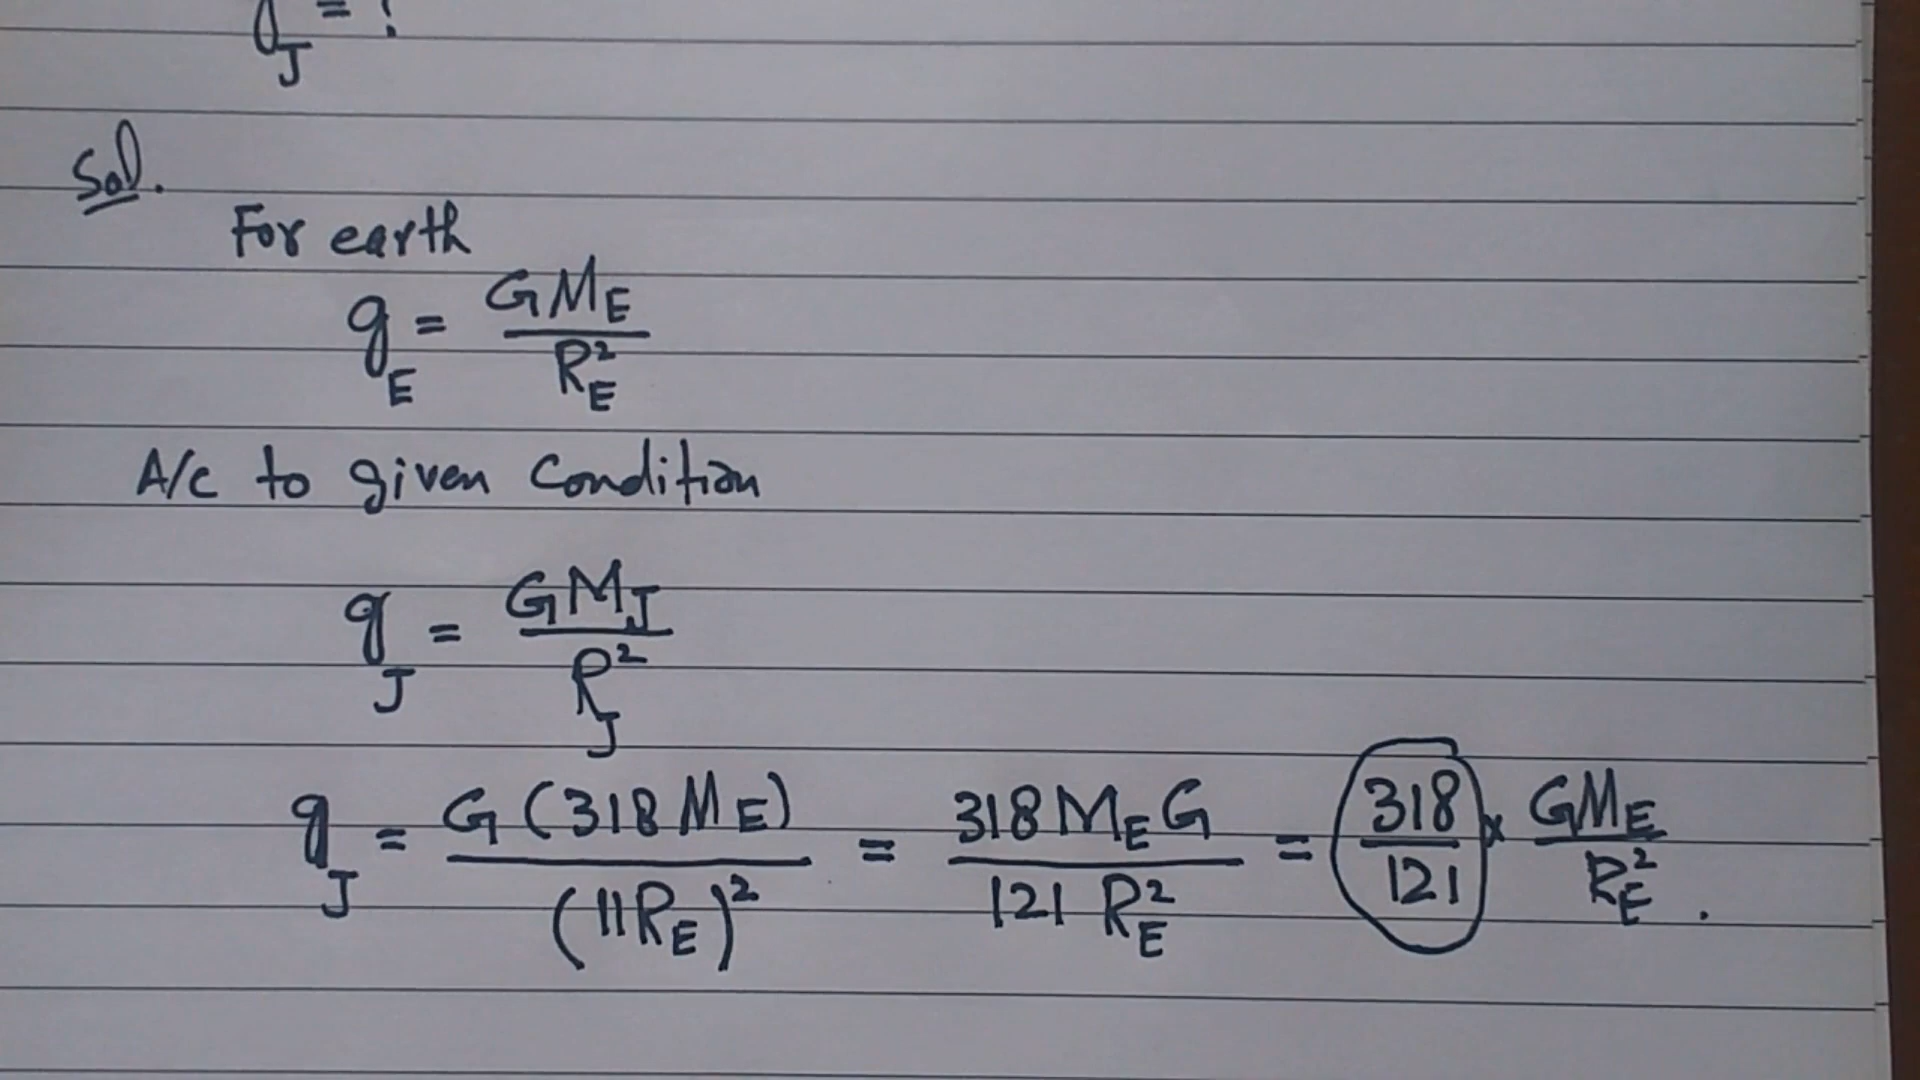 g_J = ?
Sol.
For earth
g_E = GM_E / R_E^2
A/c to given condition
g_J = GM_J / R_J^2
g_J = G(318 M_E) / (11R_E)^2 = 318 M_E G / 121 R_E^2 = 318/121 x GM_E / R_E^2 .